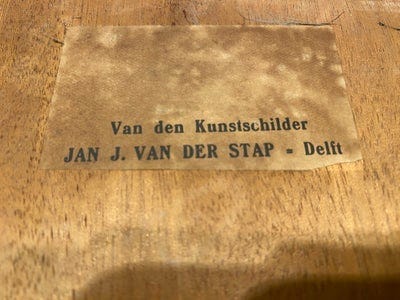 Van den Kunstschilder
JAN J. VAN DER STAP - Delft